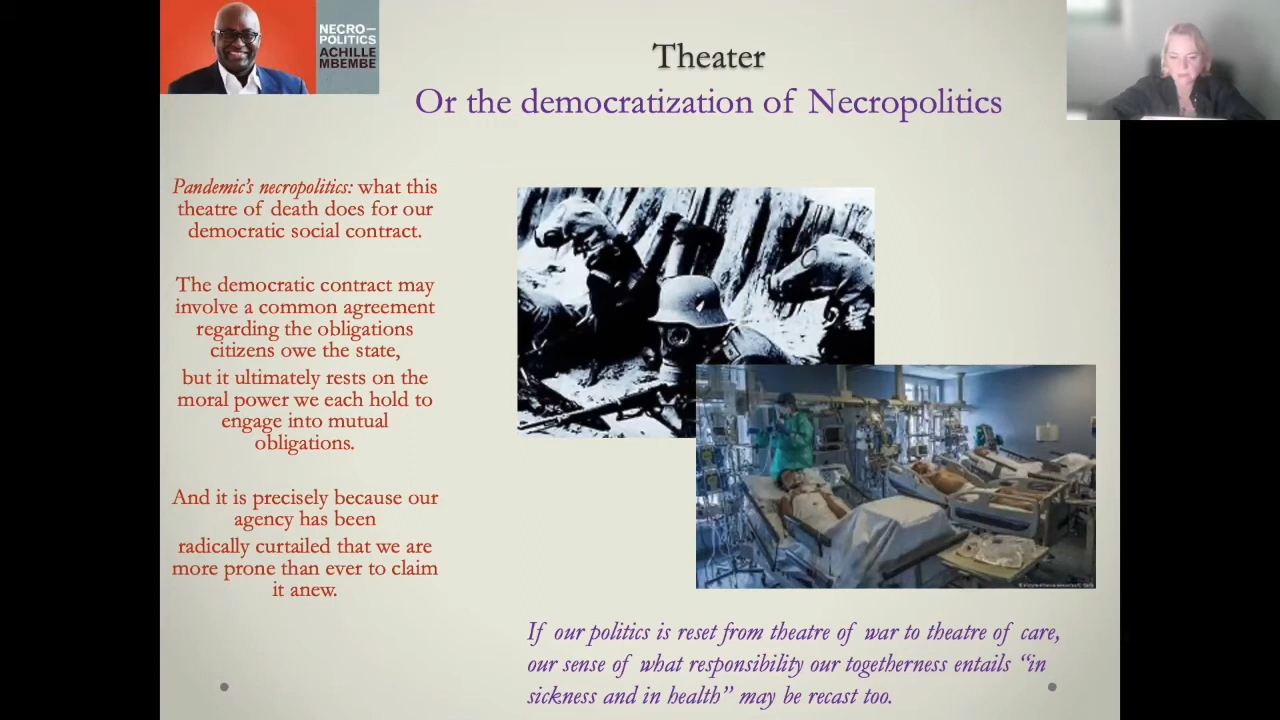 NECRO—
POLITICS
ACHILLE
MBEMBE
Theater
Or the democratization of Necropolitics
Pandemic's necropolitics: what this
theatre of death does for our
democratic social contract.
The democratic contract may
involve a common agreement
regarding the obligations
citizens owe the state,
but it ultimately rests on the
moral power we each hold to
engage into mutual
obligations.
And it is precisely because our
agency has been
radically curtailed that we are
more prone than ever to claim
it anew.
If our politics is reset from theatre of war to theatre of care,
our sense of what responsibility our togetherness entails “in
sickness and in health” may be recast too.